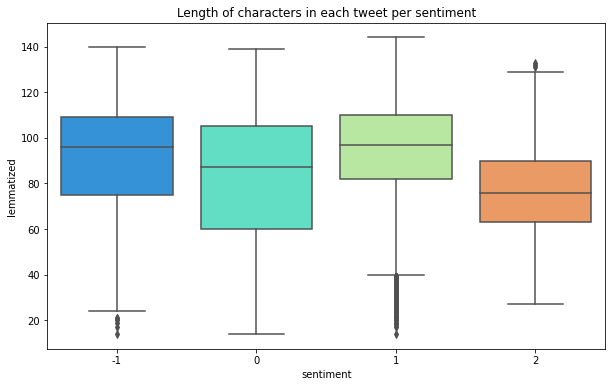 Length of characters in each tweet per sentiment
140
120
100
80
60
40
20
lemmatized
-1 0 1 2
sentiment